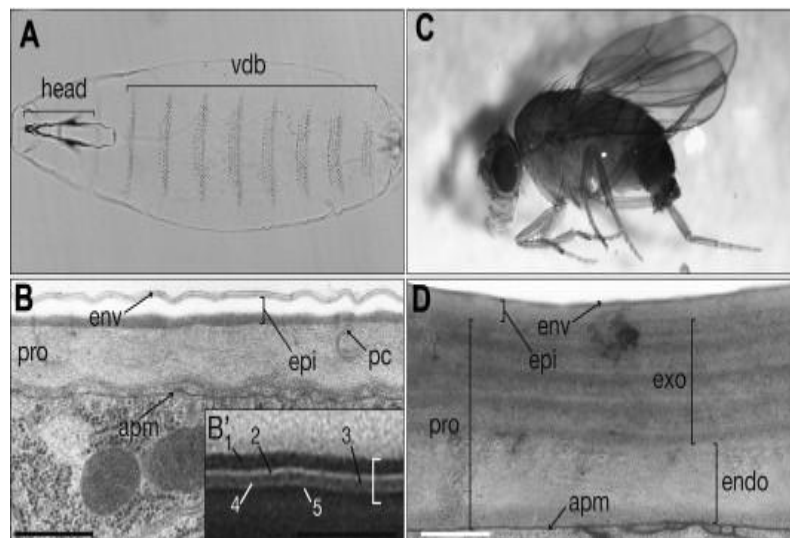 A
head
vdb
C
B
env
epi
pc
pro
apm
B'
1
2
3
4
5
D
env
epi
exo
pro
endo
apm